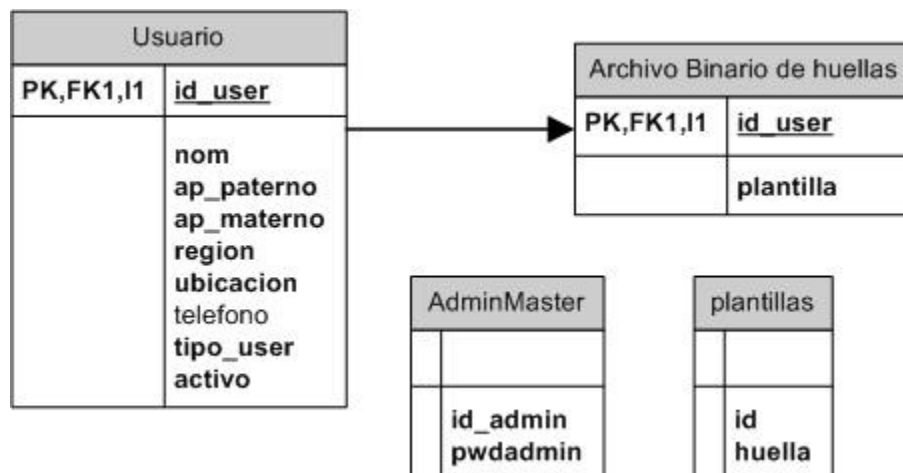 Usuario
PK,FK1,I1 id_user
nom
ap_paterno
ap_materno
region
ubicacion
telefono
tipo_user
activo
Archivo Binario de huellas
PK,FK1,I1 id_user
plantilla
AdminMaster
id_admin
pwdadmin
plantillas
id
huella